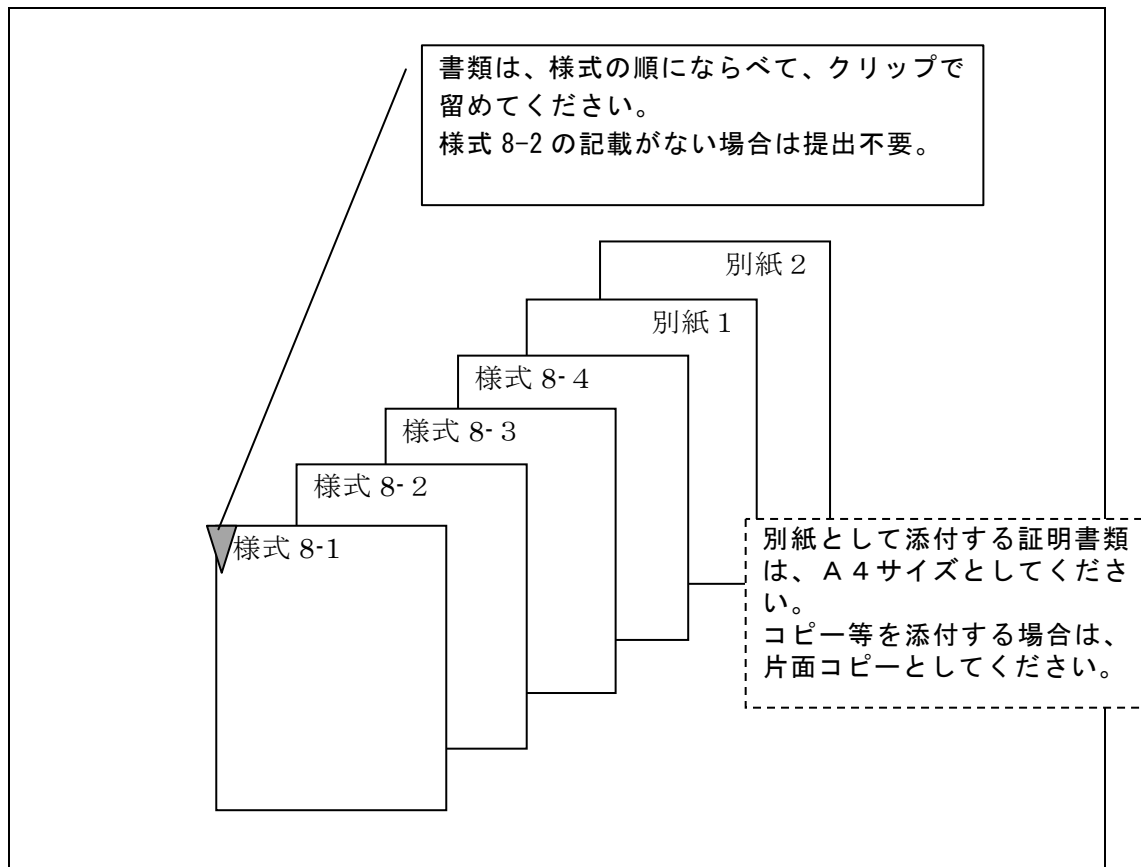 書類は、様式の順にならべて、クリップで
留めてください。
様式 8-2 の記載がない場合は提出不要。
別紙 2
別紙 1
様式 8- 4
様式 8- 3
様式 8- 2
様式 8-1
別紙として添付する証明書類
は、Ａ４サイズとしてくださ
い。
コピー等を添付する場合は、
片面コピーとしてください。